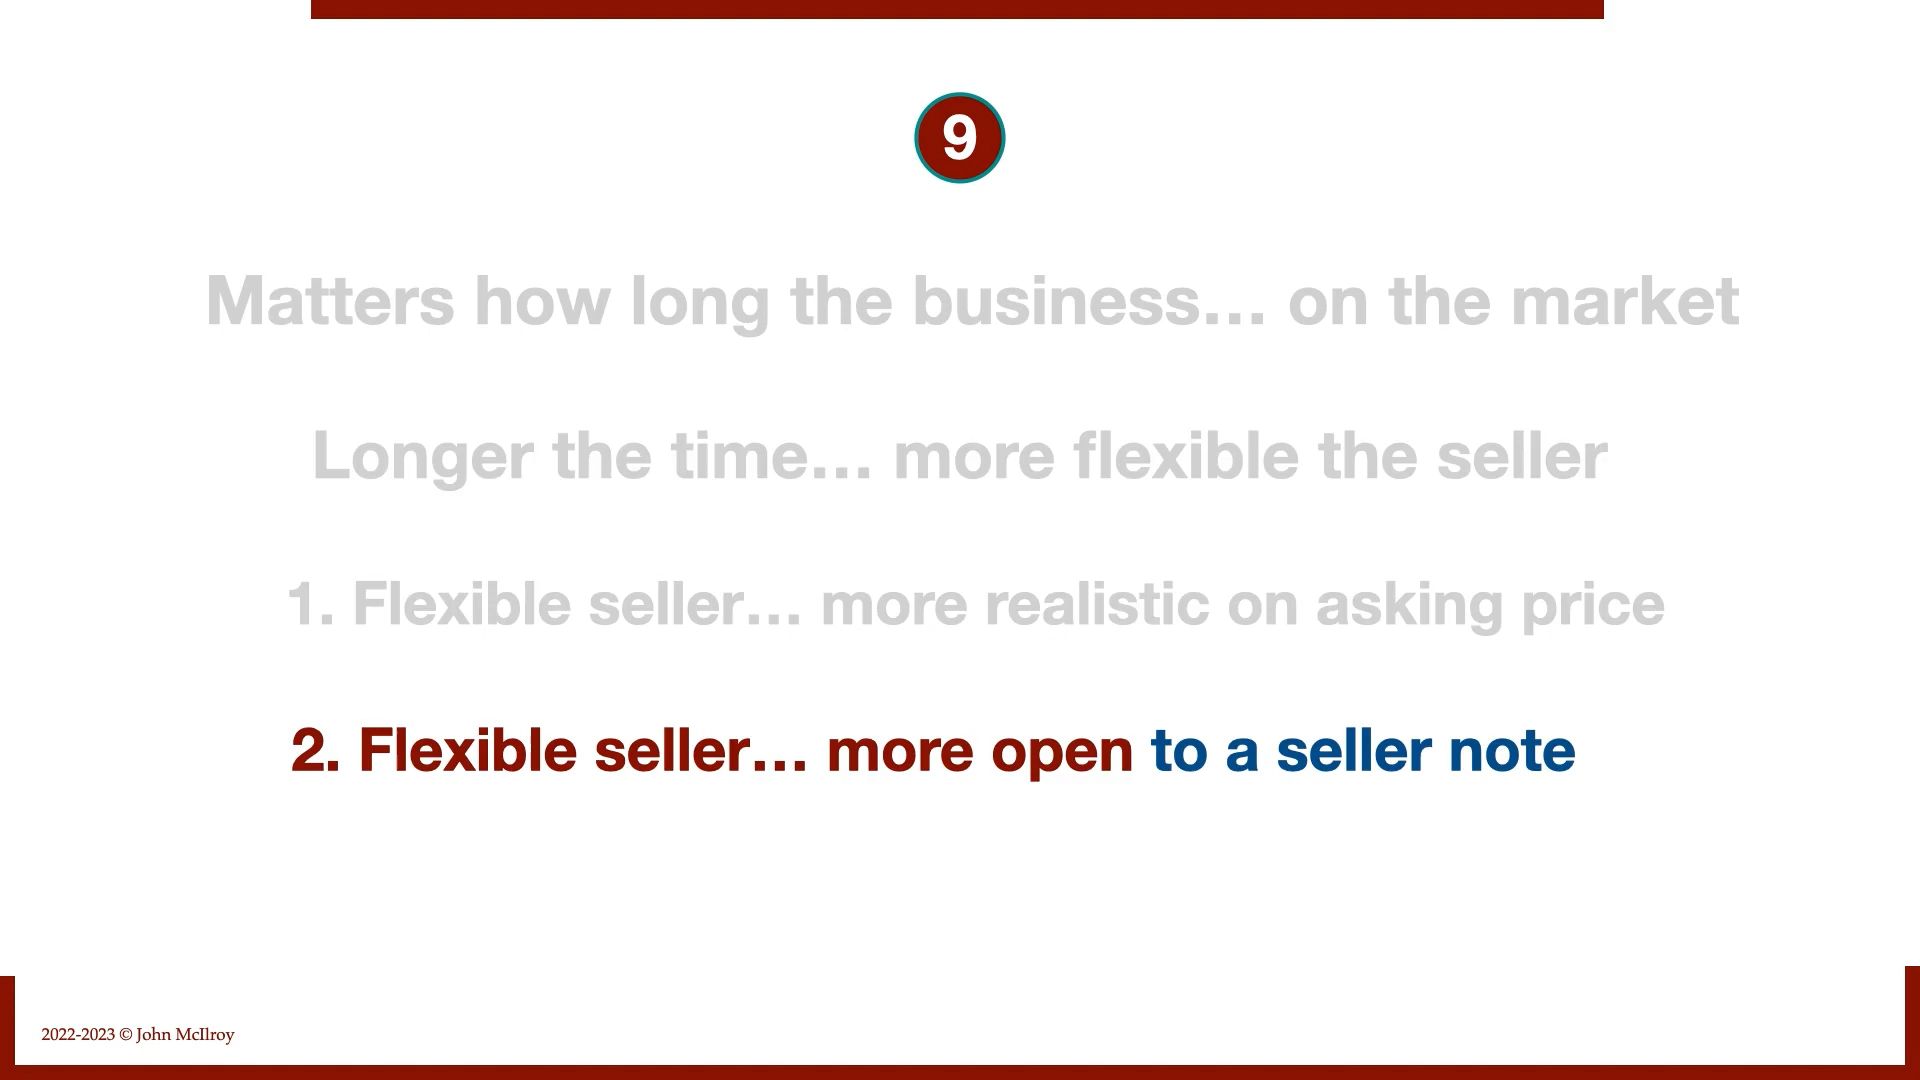 9
Matters how long the business… on the market
Longer the time… more flexible the seller
1. Flexible seller… more realistic on asking price
2. Flexible seller… more open to a seller note
2022-2023 © John McIlroy